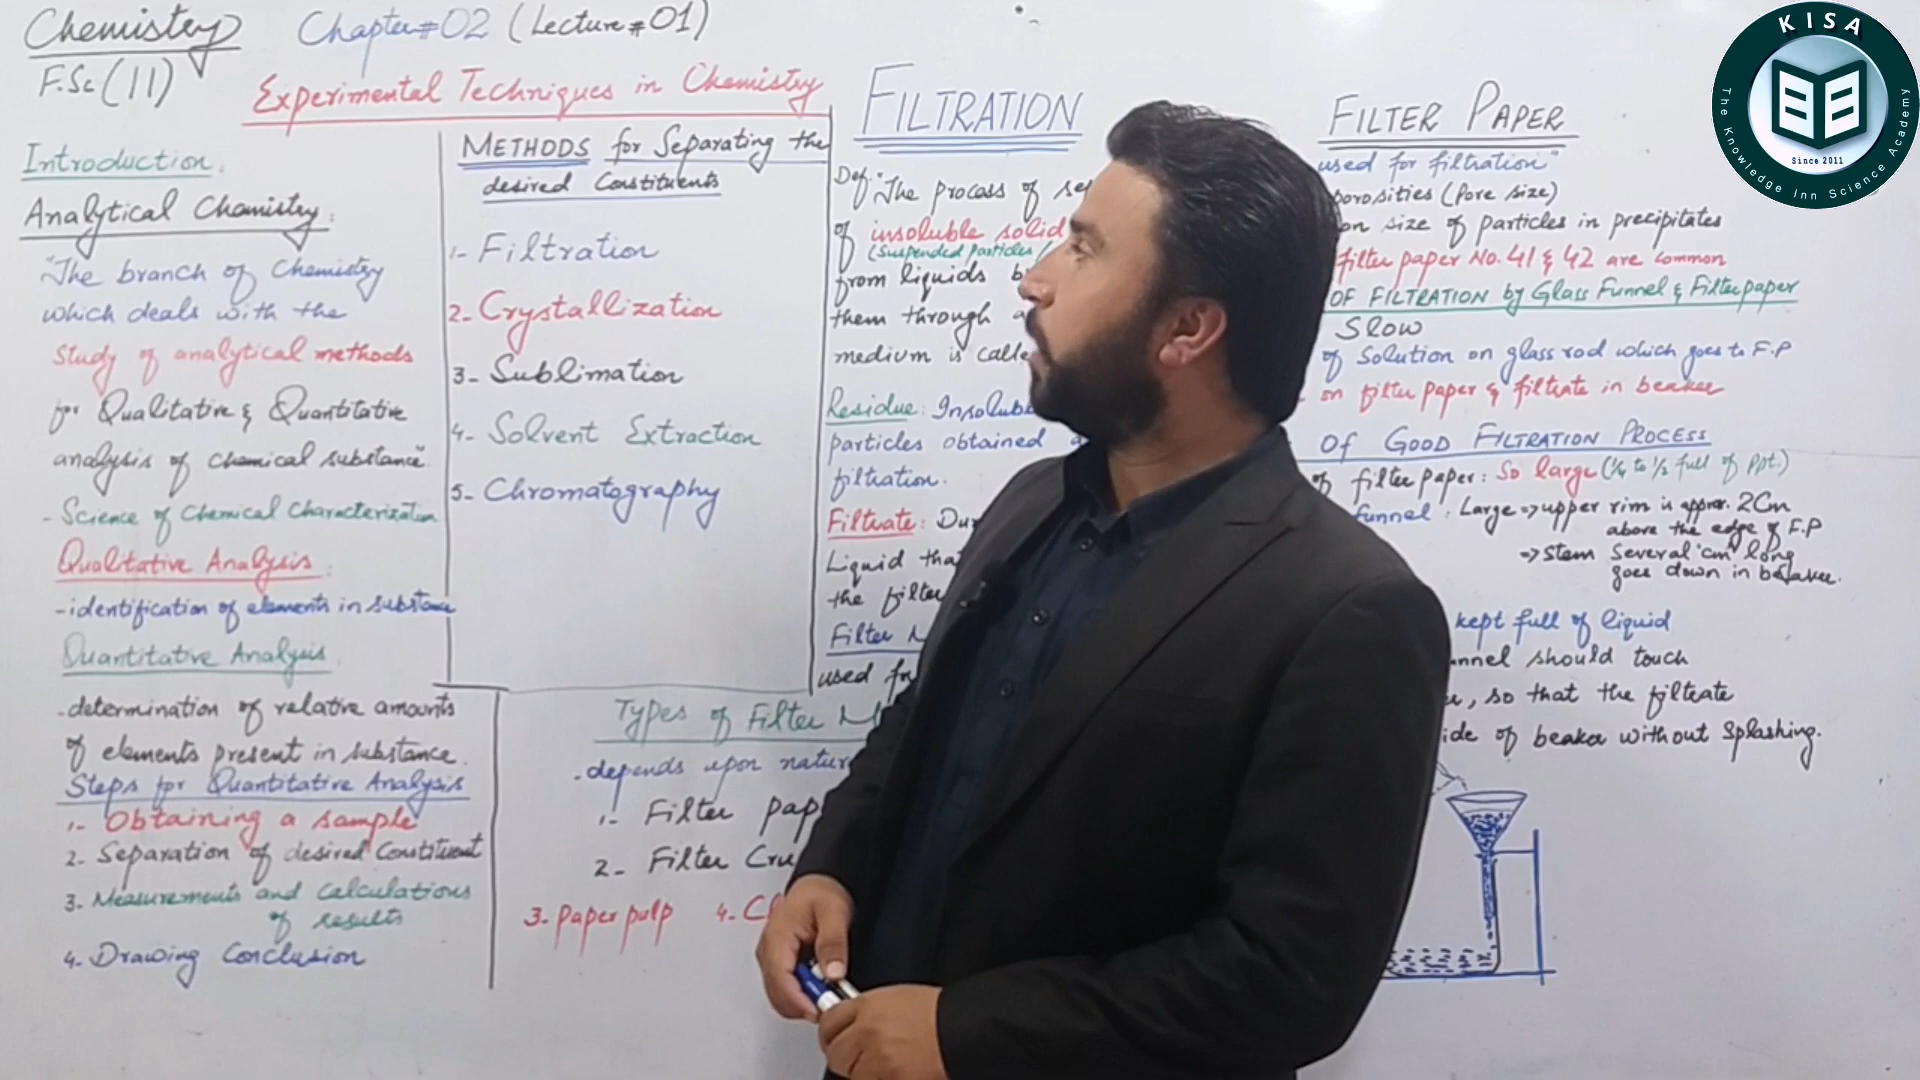 Chemistry Chapter#02 (Lecture#01)
F.Sc (11)
Experimental Techniques in Chemistry
Introduction.
Analytical Chemistry:
"The branch of Chemistry
which deals with the
Study of analytical methods
for Qualitative & Quantitative
analysis of chemical substance".
- Science of Chemical Characterization
Qualitative Analysis:
-identification of elements in substance
Quantitative Analysis.
-determination of relative amounts
of elements present in substance.
Steps for Quantitative Analysis
1- Obtaining a sample
2- Separation of desired Constituent
3- Measurements and Calculations
of results
4- Drawing Conclusion
METHODS for Separating the
desired Constituents
1- Filtration
2- Crystallization
3- Sublimation
4- Solvent Extraction
5- Chromatography
FILTRATION
Def. "The process of
of insoluble solid
(Suspended particles/
from liquids
them through a
medium is calle
Residue: Insolub
particles obtained a
filtration.
Filtrate: Dur
Liquid tha
the filter
Filter M
used
Types of Filter
-depends upon nature
1- Filter pap
2- Filter Cru
3- paper pulp 4-
FILTER PAPER
used for filtration"
porosities (Pore size)
on size of particles in precipitates
filter paper No. 41 & 42 are common
OF FILTRATION by Glass Funnel & Filter paper
Slow
of Solution on glass rod which goes to F.P
on filter paper & filtrate in beaker
Of GOOD FILTRATION PROCESS
of filter paper: So large (1/4 to 1/2 full of ppt.)
funnel: Large => upper rim is approx. 2Cm
above the edge of F.P
=> Stem Several "cm" long
goes down in beaker.
kept full of liquid
nnel should touch
, so that the filtrate
ide of beaker without Splashing.
KISA
The Knowledge Inn Science Academy
Since 2011